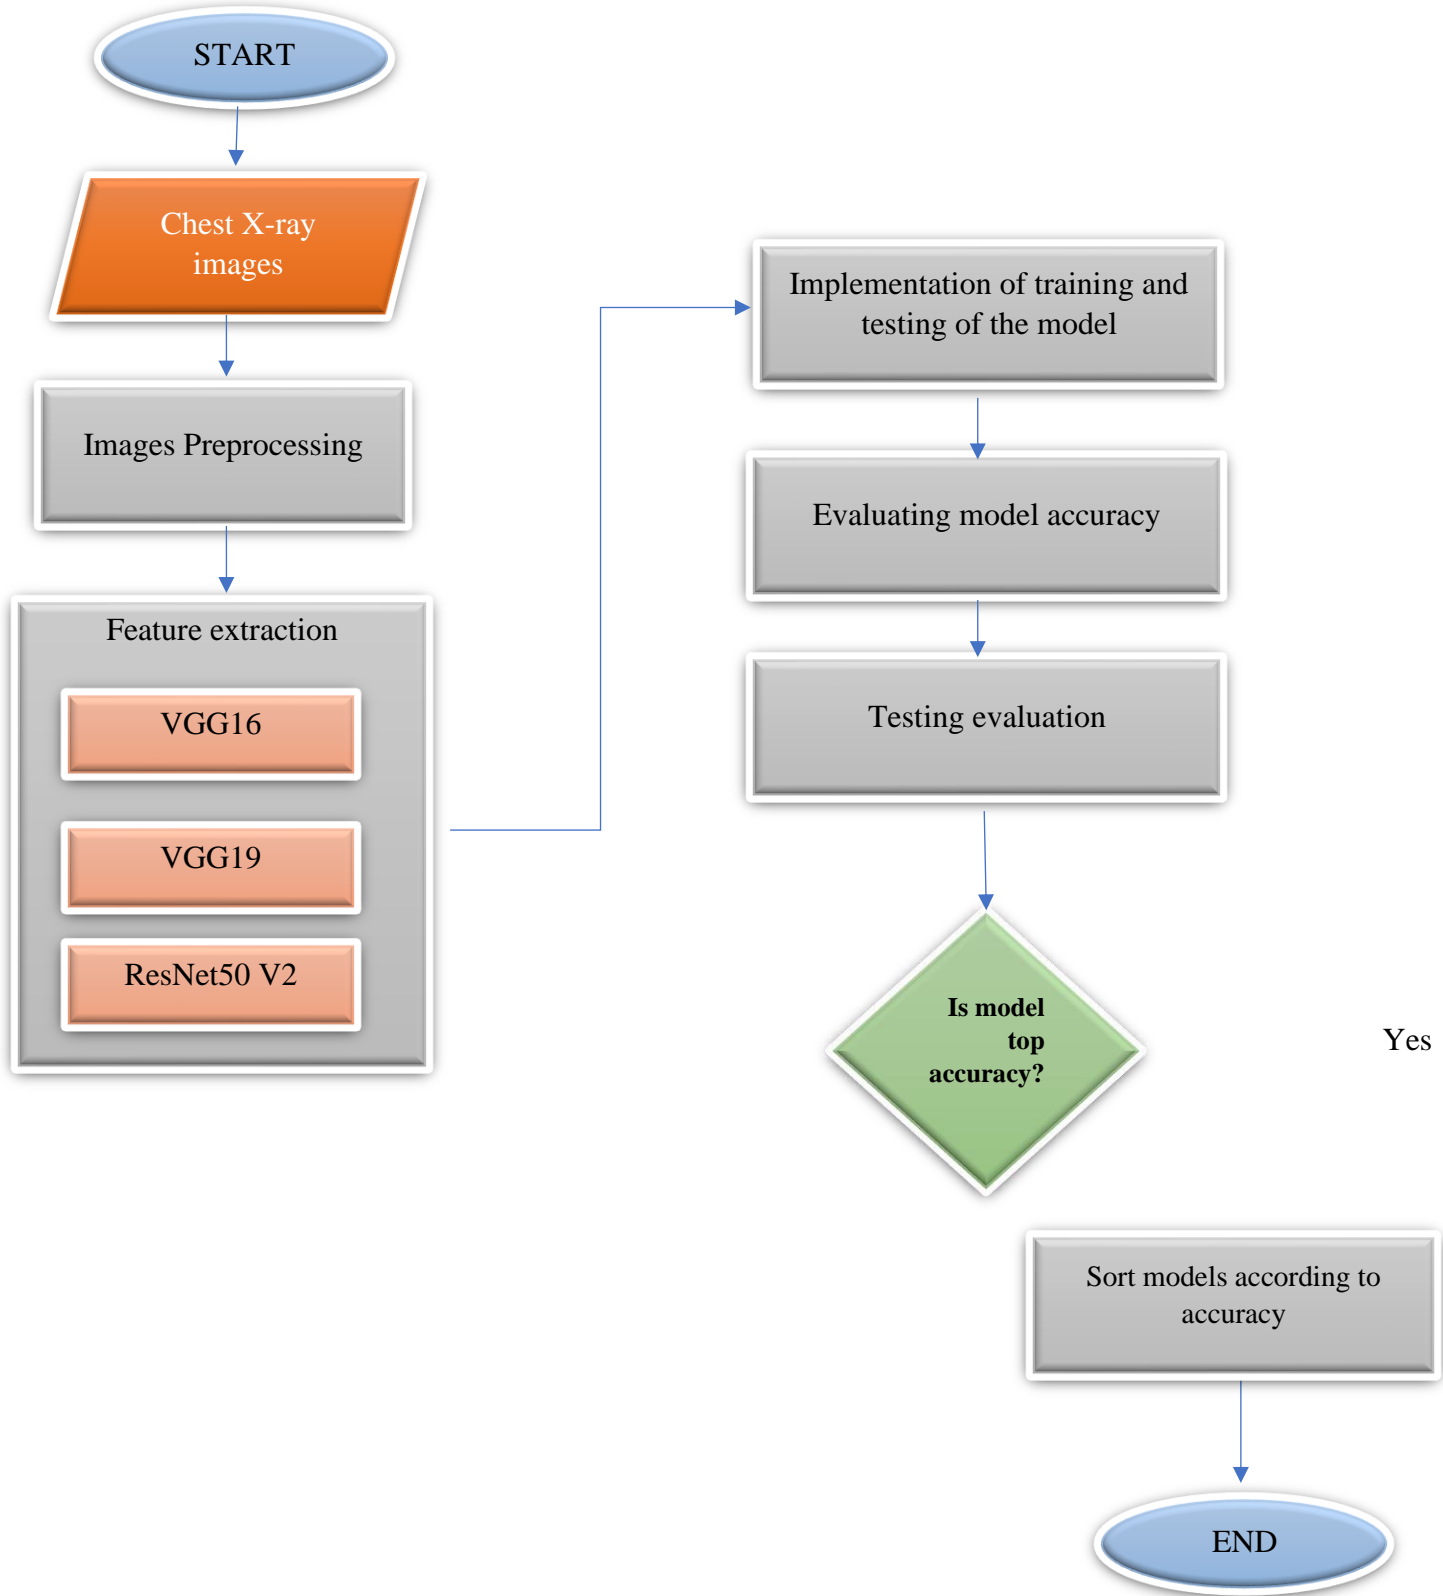 START
Chest X-ray
images
Images Preprocessing
Feature extraction
VGG16
VGG19
ResNet50 V2
Implementation of training and
testing of the model
Evaluating model accuracy
Testing evaluation
Is model
top
accuracy?
Yes
Sort models according to
accuracy
END